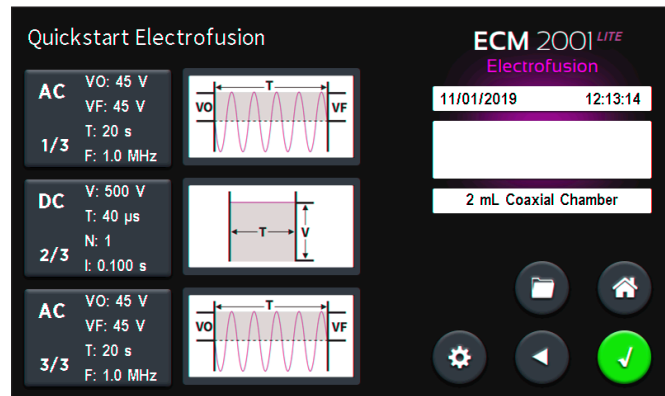 Quickstart Electrofusion
ECM 2001 LITE
Electrofusion
11/01/2019 12:13:14
2 mL Coaxial Chamber
AC
1/3
VO: 45 V
VF: 45 V
T: 20 s
F: 1.0 MHz
T
VO
VF
DC
2/3
V: 500 V
T: 40 µs
N: 1
I: 0.100 s
T
V
AC
3/3
VO: 45 V
VF: 45 V
T: 20 s
F: 1.0 MHz
T
VO
VF